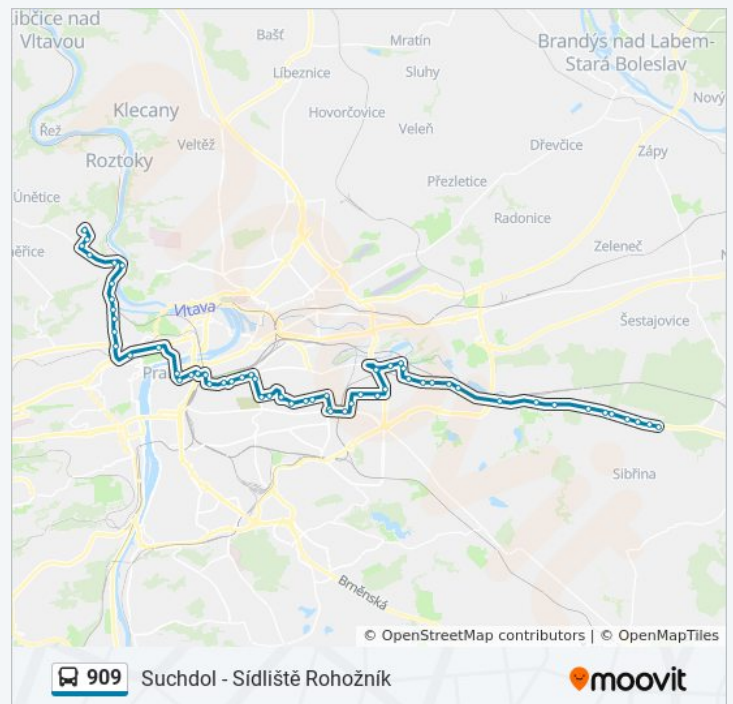 Libčice nad
Vltavou
Bašť
Mratín
Brandýs nad Labem-
Stará Boleslav
Líbeznice
Sluhy
Klecany
Hovorčovice
Nový
Řež
Veltěž
Veleň
Dřevčice
Zápy
Roztoky
Přezletice
Únětice
Radonice
Zeleneč
Vltava
Šestajovice
Sibřina
Brněnská
© OpenStreetMap contributors | © OpenMapTiles
909 Suchdol - Sídliště Rohožník
moovit